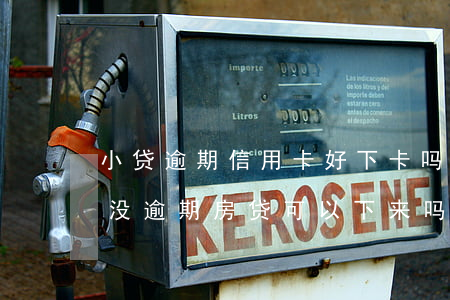 Importe
0003
Las indicaciones
de los litros y del
importe deben
estar en cero
antes de comenzar
el despacho
Litros
小贷逾期信用卡好下卡吗
KEROSENE
没逾期房贷可以下来吗